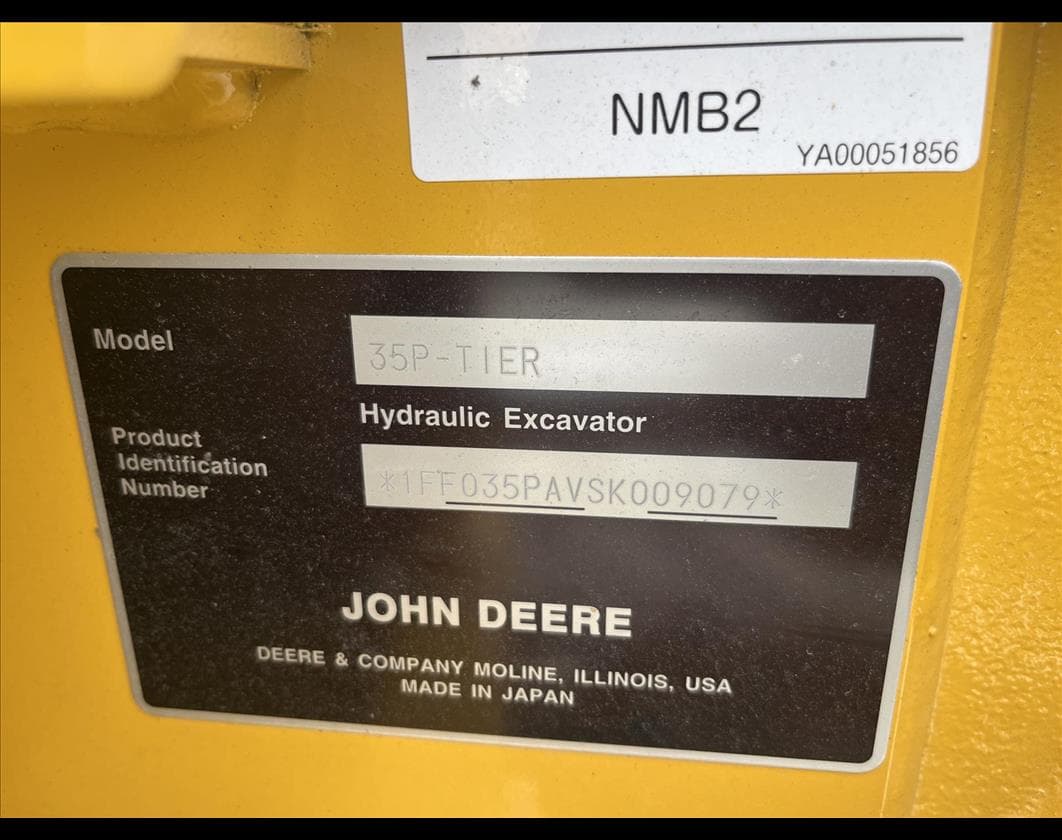 NMB2
YA00051856
Model
35P-TIER
Hydraulic Excavator
Product
Identification
Number
*1FF035PAVSK009079*
JOHN DEERE
DEERE & COMPANY MOLINE, ILLINOIS, USA
MADE IN JAPAN